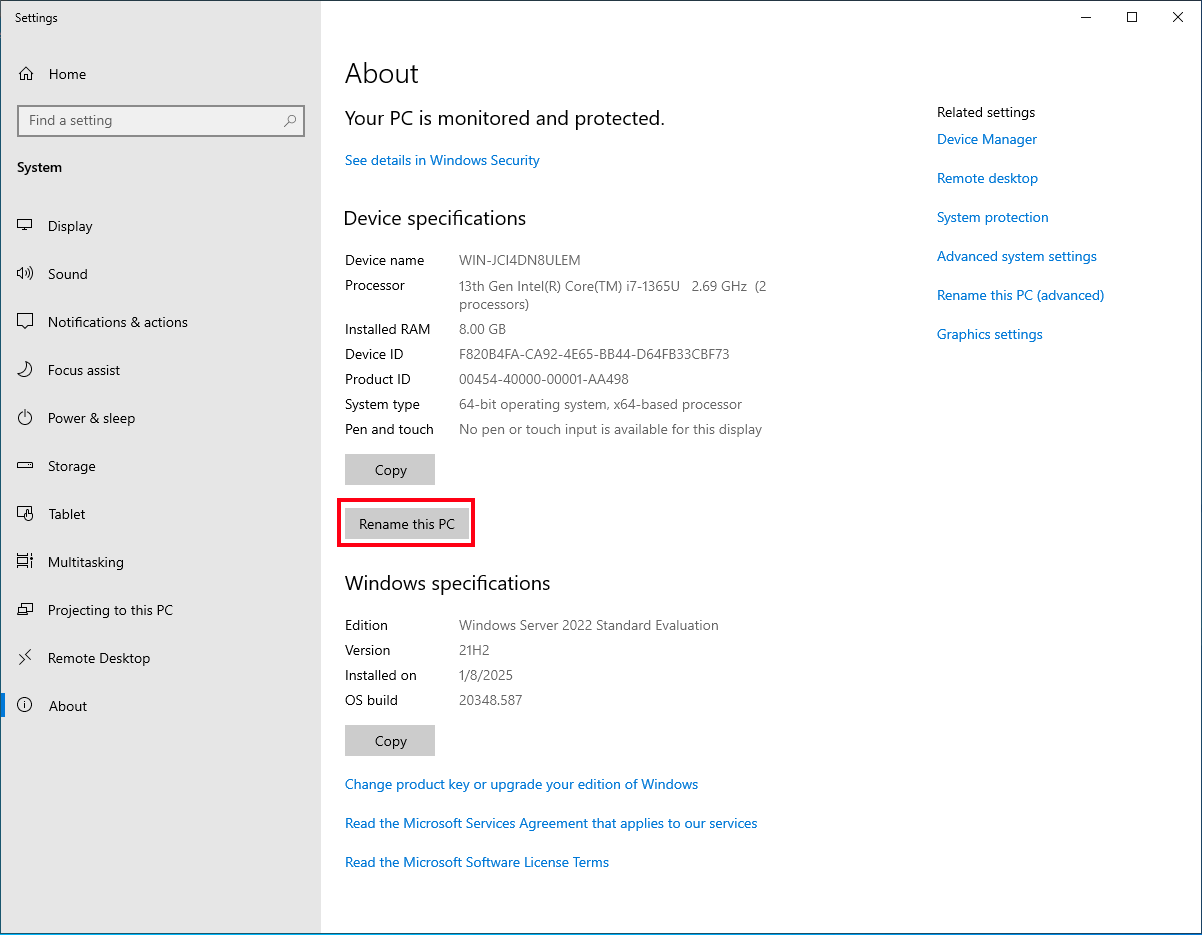 Settings
Home
Find a setting
System
Display
Sound
Notifications & actions
Focus assist
Power & sleep
Storage
Tablet
Multitasking
Projecting to this PC
Remote Desktop
About
About
Your PC is monitored and protected.
See details in Windows Security
Device specifications
Device name WIN-JCI4DN8ULEM
Processor 13th Gen Intel(R) Core(TM) i7-1365U 2.69 GHz (2
processors)
Installed RAM 8.00 GB
Device ID F820B4FA-CA92-4E65-BB44-D64FB33CBF73
Product ID 00454-40000-00001-AA498
System type 64-bit operating system, x64-based processor
Pen and touch No pen or touch input is available for this display
Copy
Rename this PC
Windows specifications
Edition Windows Server 2022 Standard Evaluation
Version 21H2
Installed on 1/8/2025
OS build 20348.587
Copy
Change product key or upgrade your edition of Windows
Read the Microsoft Services Agreement that applies to our services
Read the Microsoft Software License Terms
Related settings
Device Manager
Remote desktop
System protection
Advanced system settings
Rename this PC (advanced)
Graphics settings